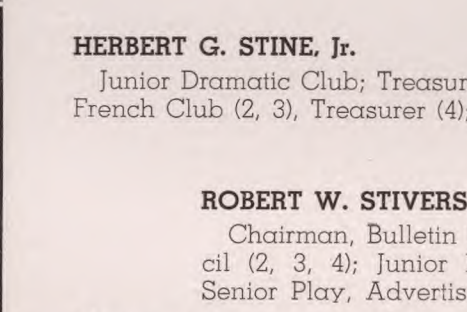 HERBERT G. STINE, Jr.
Junior Dramatic Club; Treasur
French Club (2, 3), Treasurer (4);
ROBERT W. STIVERS
Chairman, Bulletin
cil (2, 3, 4); Junior
Senior Play, Advertis